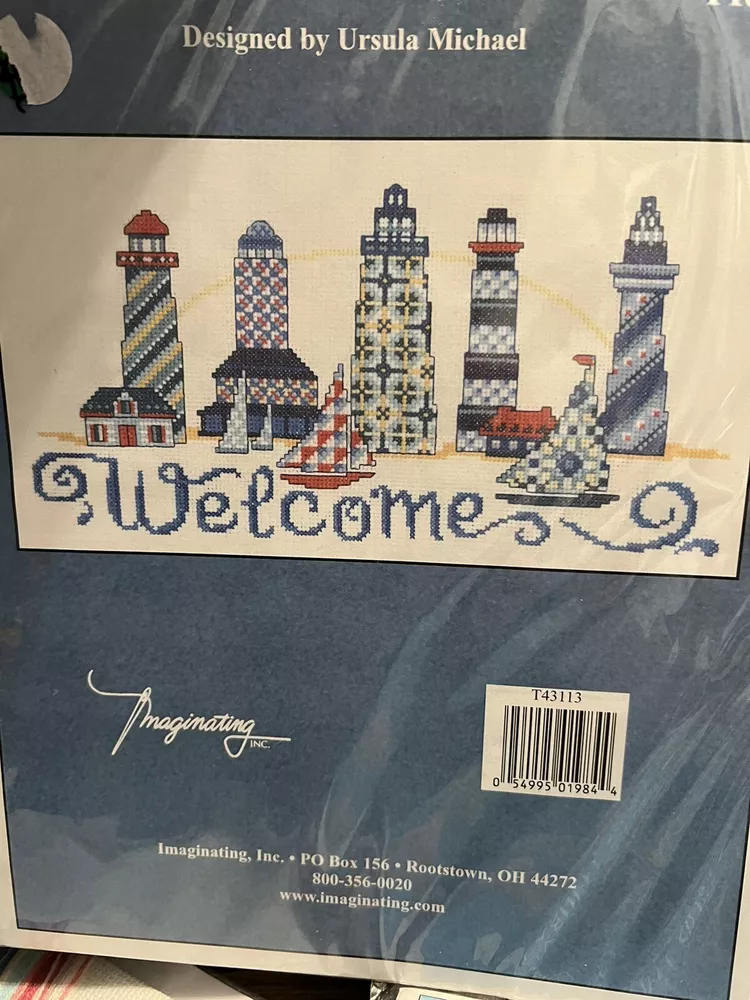 Designed by Ursula Michael
Welcome
Imaginating
INC.
T43113
0 54995 01984 4
Imaginating, Inc. • PO Box 156 • Rootstown, OH 44272
800-356-0020
www.imaginating.com